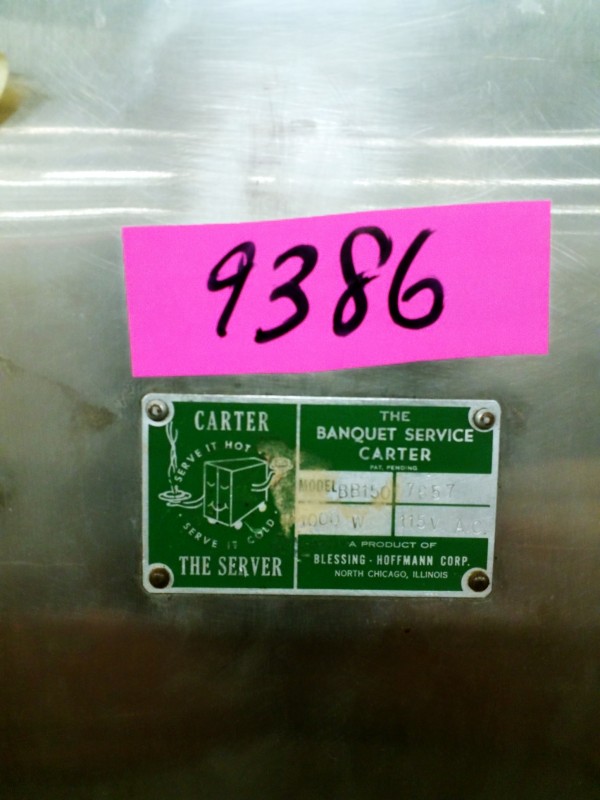 9386
CARTER
SERVE IT HOT
SERVE IT COLD
THE SERVER
THE
BANQUET SERVICE
CARTER
PAT. PENDING
MODEL BB150 7057
1000 W 115V A.C.
A PRODUCT OF
BLESSING - HOFFMANN CORP.
NORTH CHICAGO, ILLINOIS